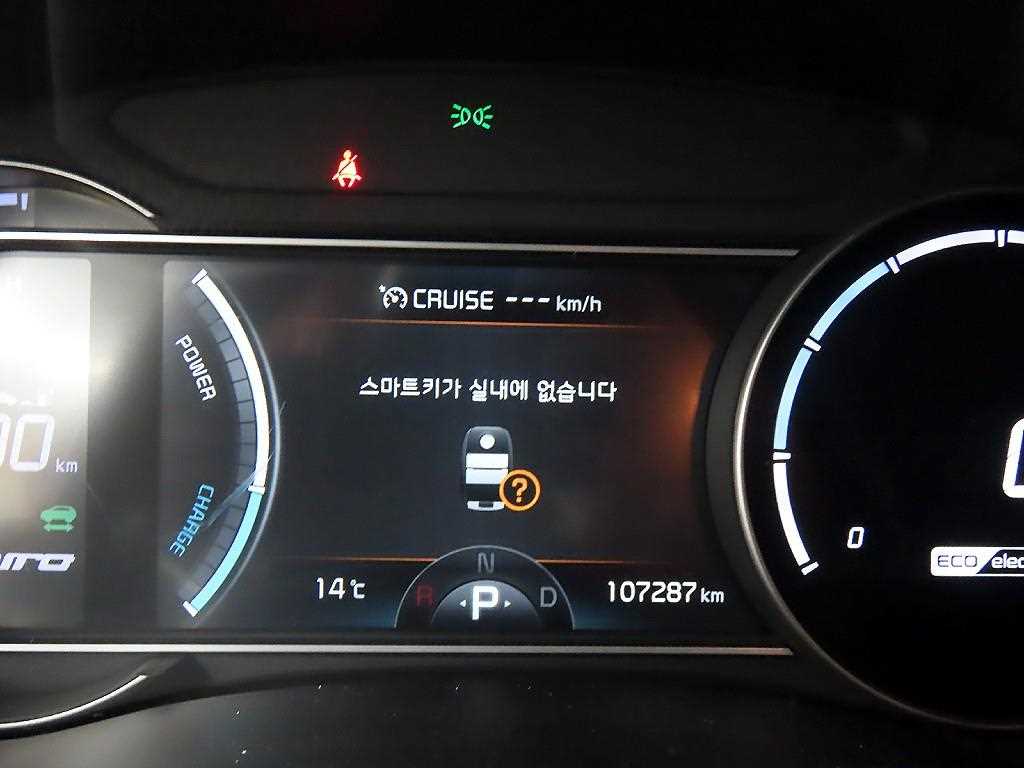 CRUISE --- km/h
POWER
스마트키가 실내에 없습니다
?
km
CHARGE
0
ECO
N
R P D
14℃
107287 km